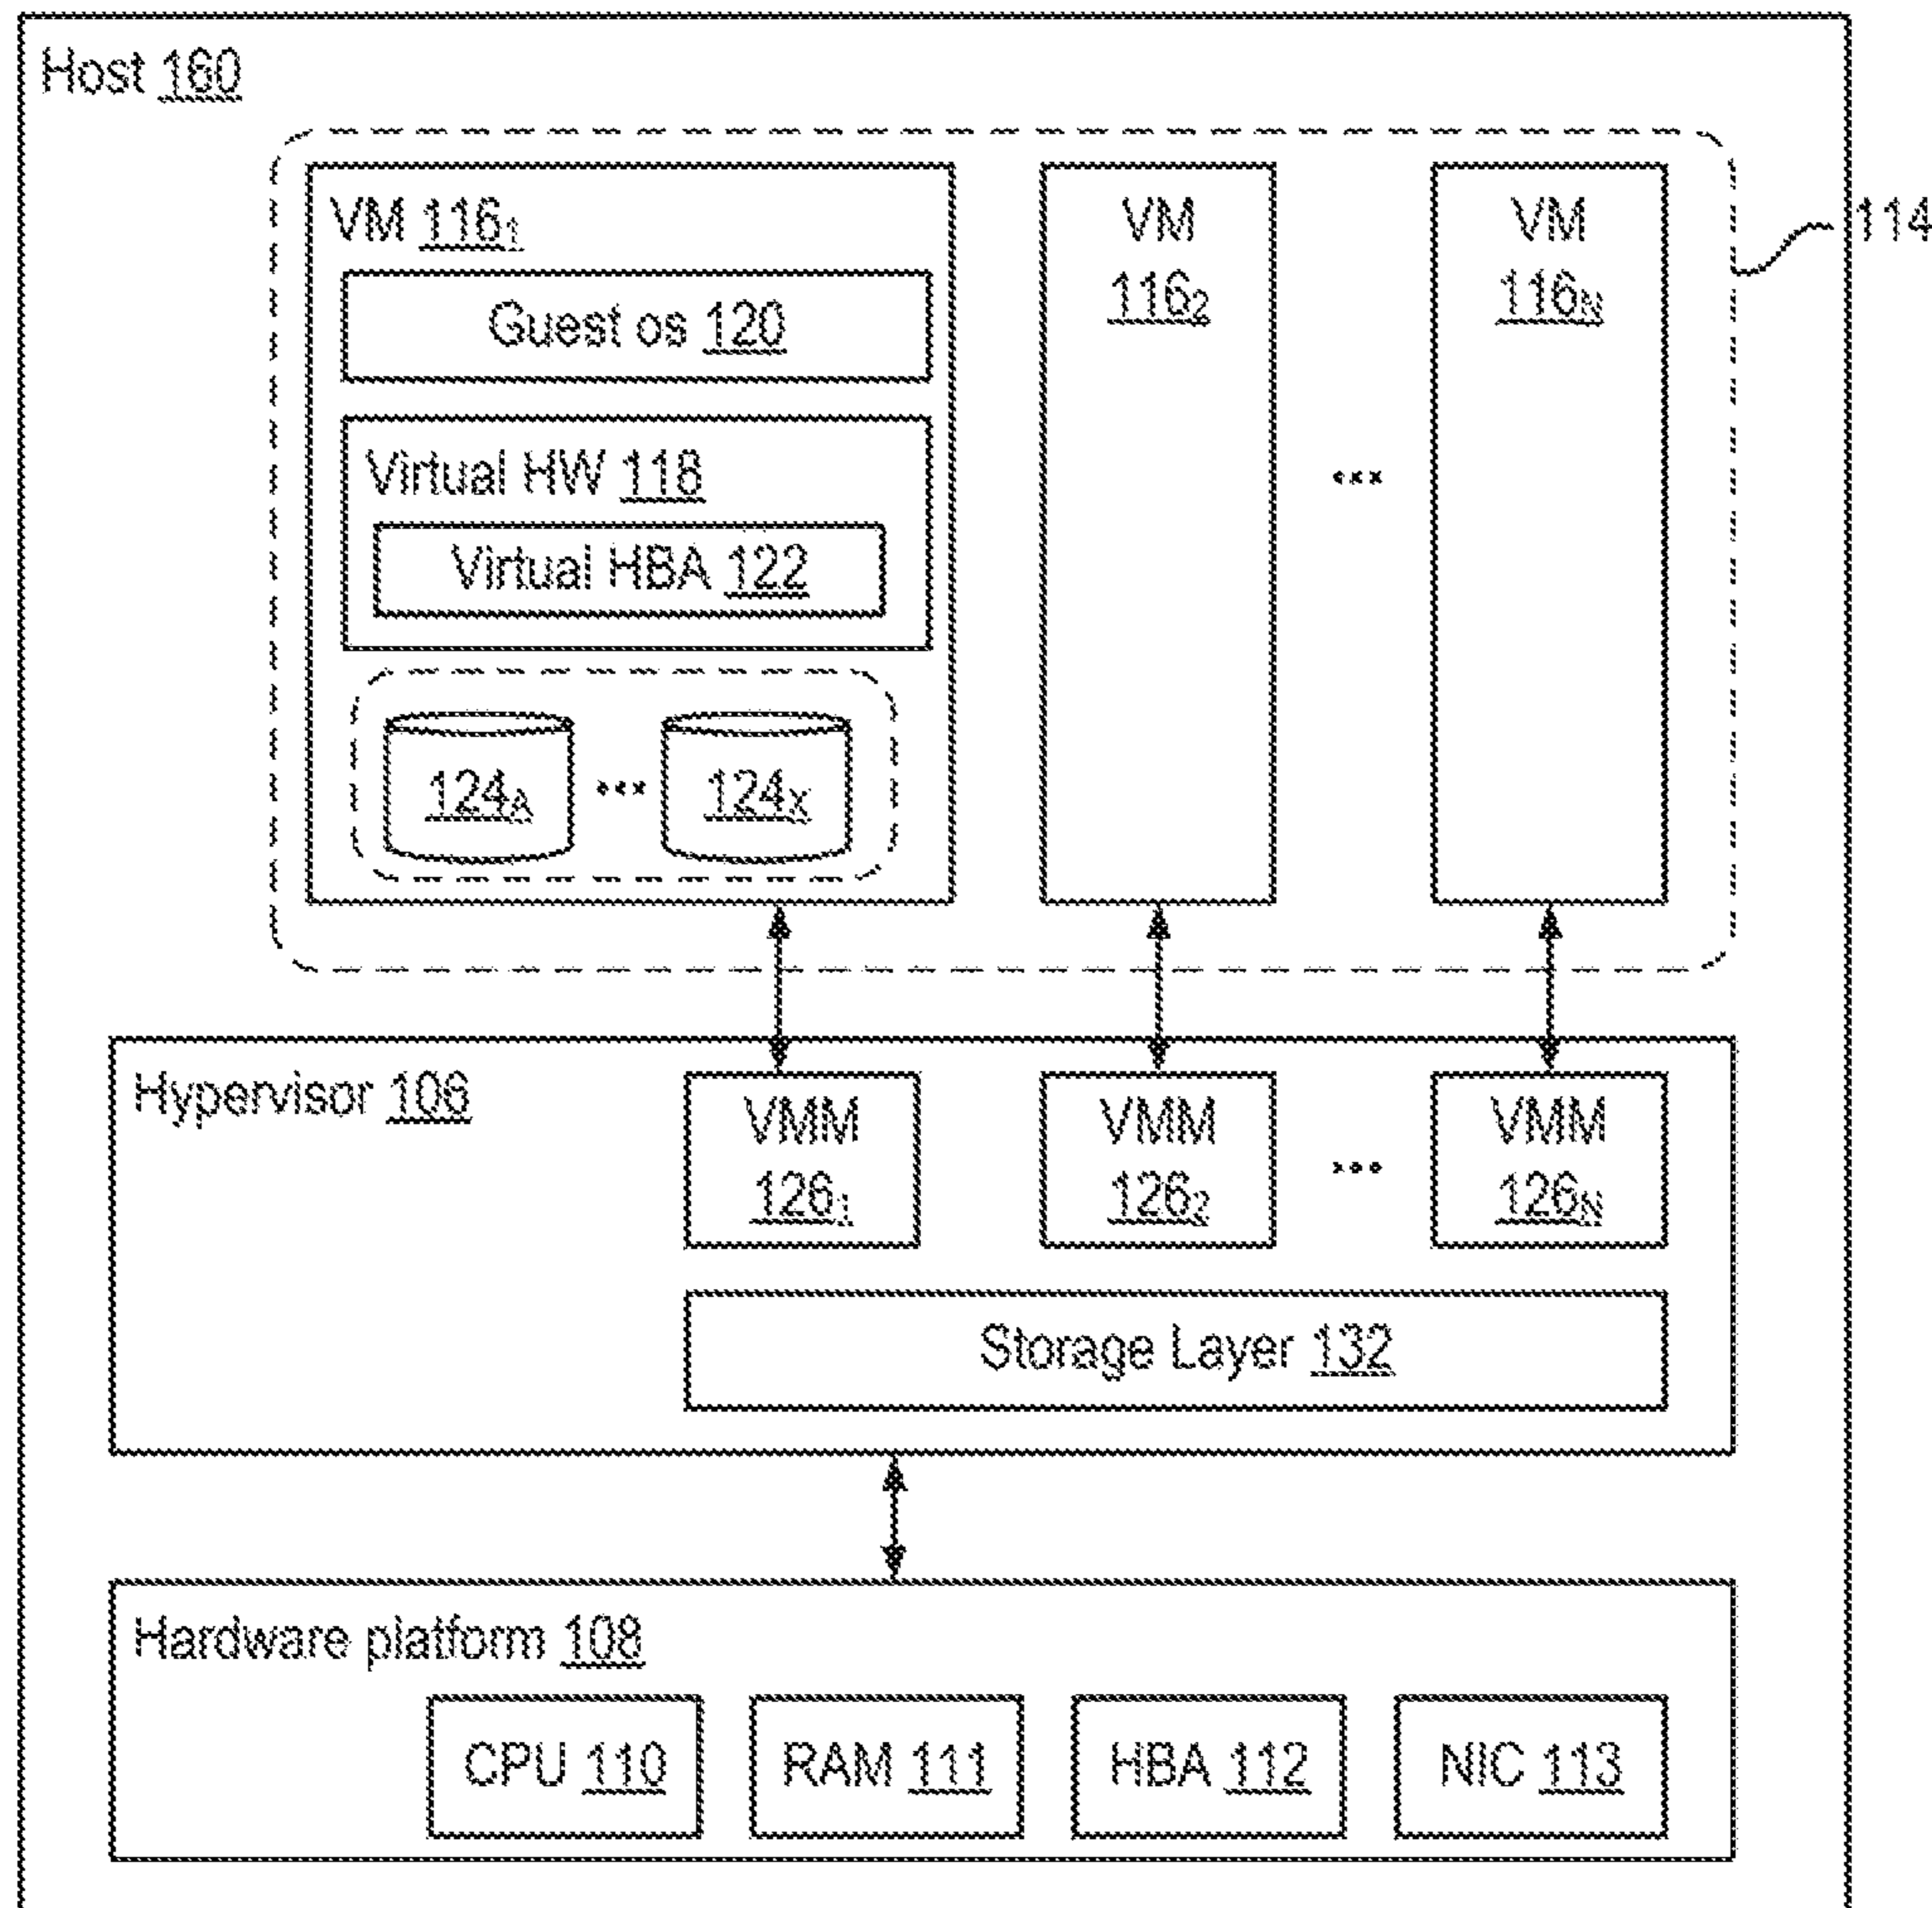 Host 160
VM 116₁
VM
116₂
VM
116ₙ
114
Guest os 120
Virtual HW 118
...
Virtual HBA 122
124ₐ ... 124ₓ
Hypervisor 106
VMM
126₁
VMM
126₂
...
VMM
126ₙ
Storage Layer 132
Hardware platform 108
CPU 110
RAM 111
HBA 112
NIC 113